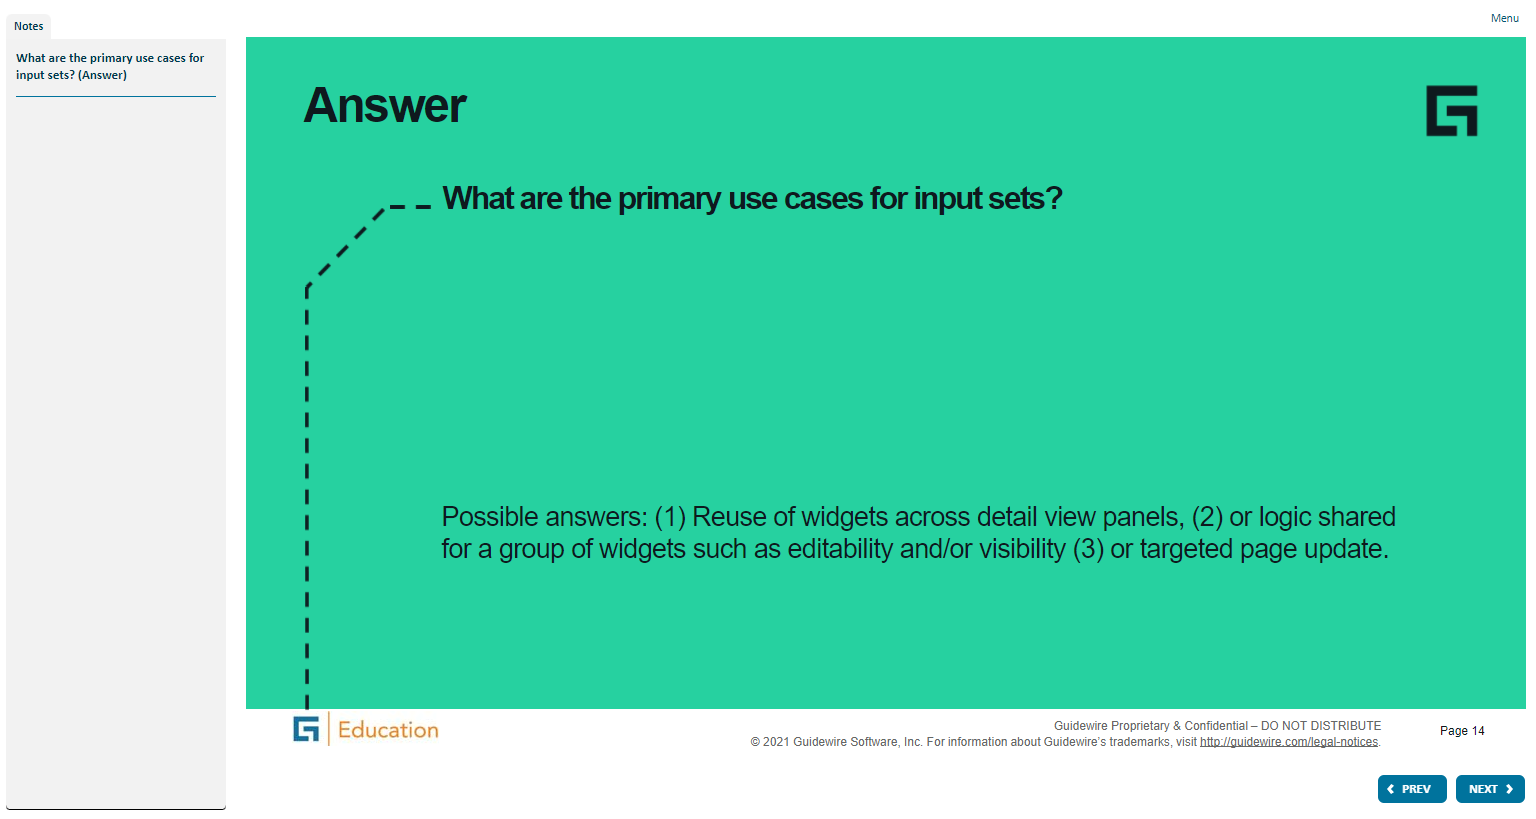 Notes
Menu
What are the primary use cases for
input sets? (Answer)
Answer
What are the primary use cases for input sets?
Possible answers: (1) Reuse of widgets across detail view panels, (2) or logic shared
for a group of widgets such as editability and/or visibility (3) or targeted page update.
Education
Guidewire Proprietary & Confidential – DO NOT DISTRIBUTE
© 2021 Guidewire Software, Inc. For information about Guidewire's trademarks, visit http://guidewire.com/legal-notices.
Page 14
PREV
NEXT